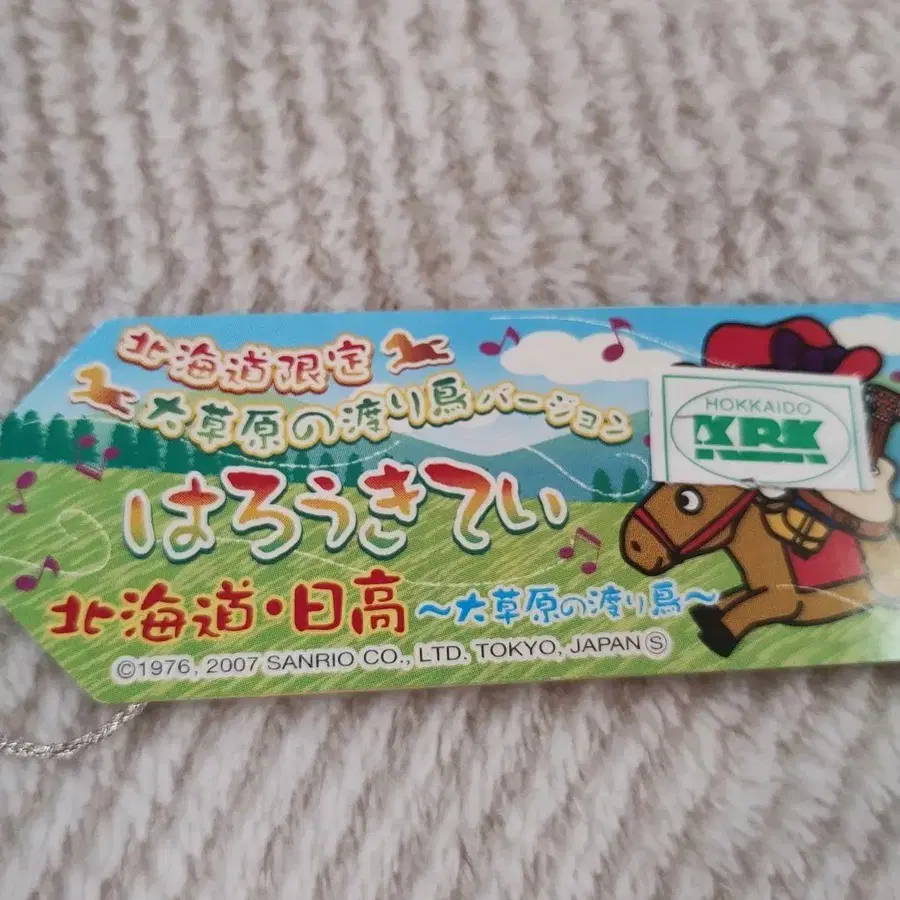 北海道限定
大草原の渡り鳥バージョン
はろうきてぃ
北海道・日高 〜大草原の渡り鳥〜
©1976, 2007 SANRIO CO., LTD. TOKYO, JAPAN Ⓢ
HOKKAIDO
KRK